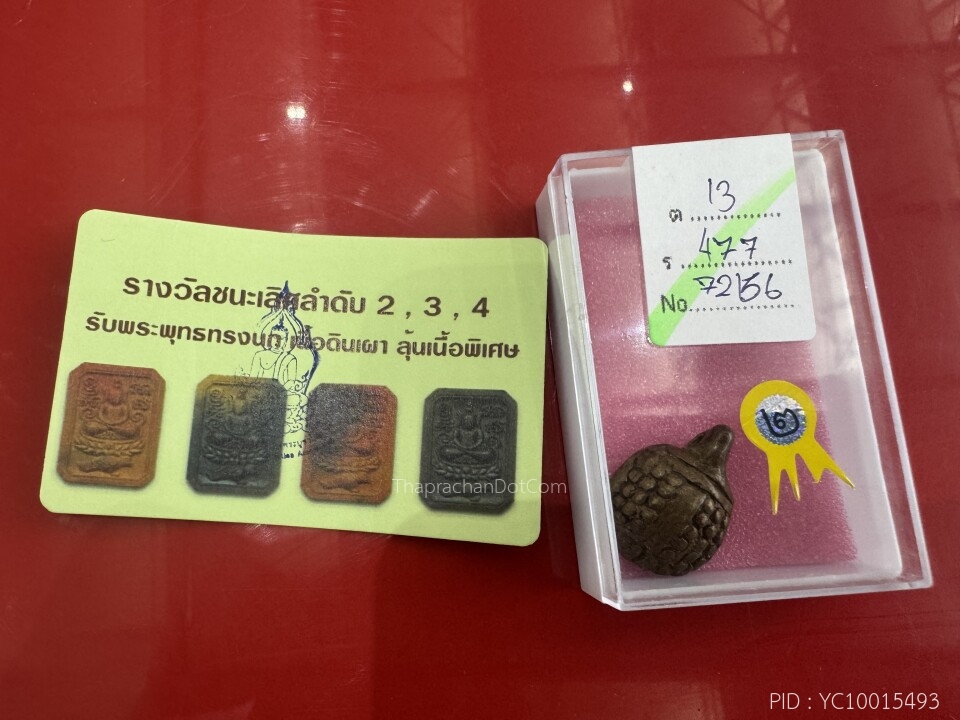 รางวัลชนะเลิศลำดับ 2 , 3 , 4
รับพระพุทธทรงนก เนื้อดินเผา ลุ้นเนื้อพิเศษ
ThaprachanDotCom
ต 13
ร 477
No. 72156
๒
PID : YC10015493